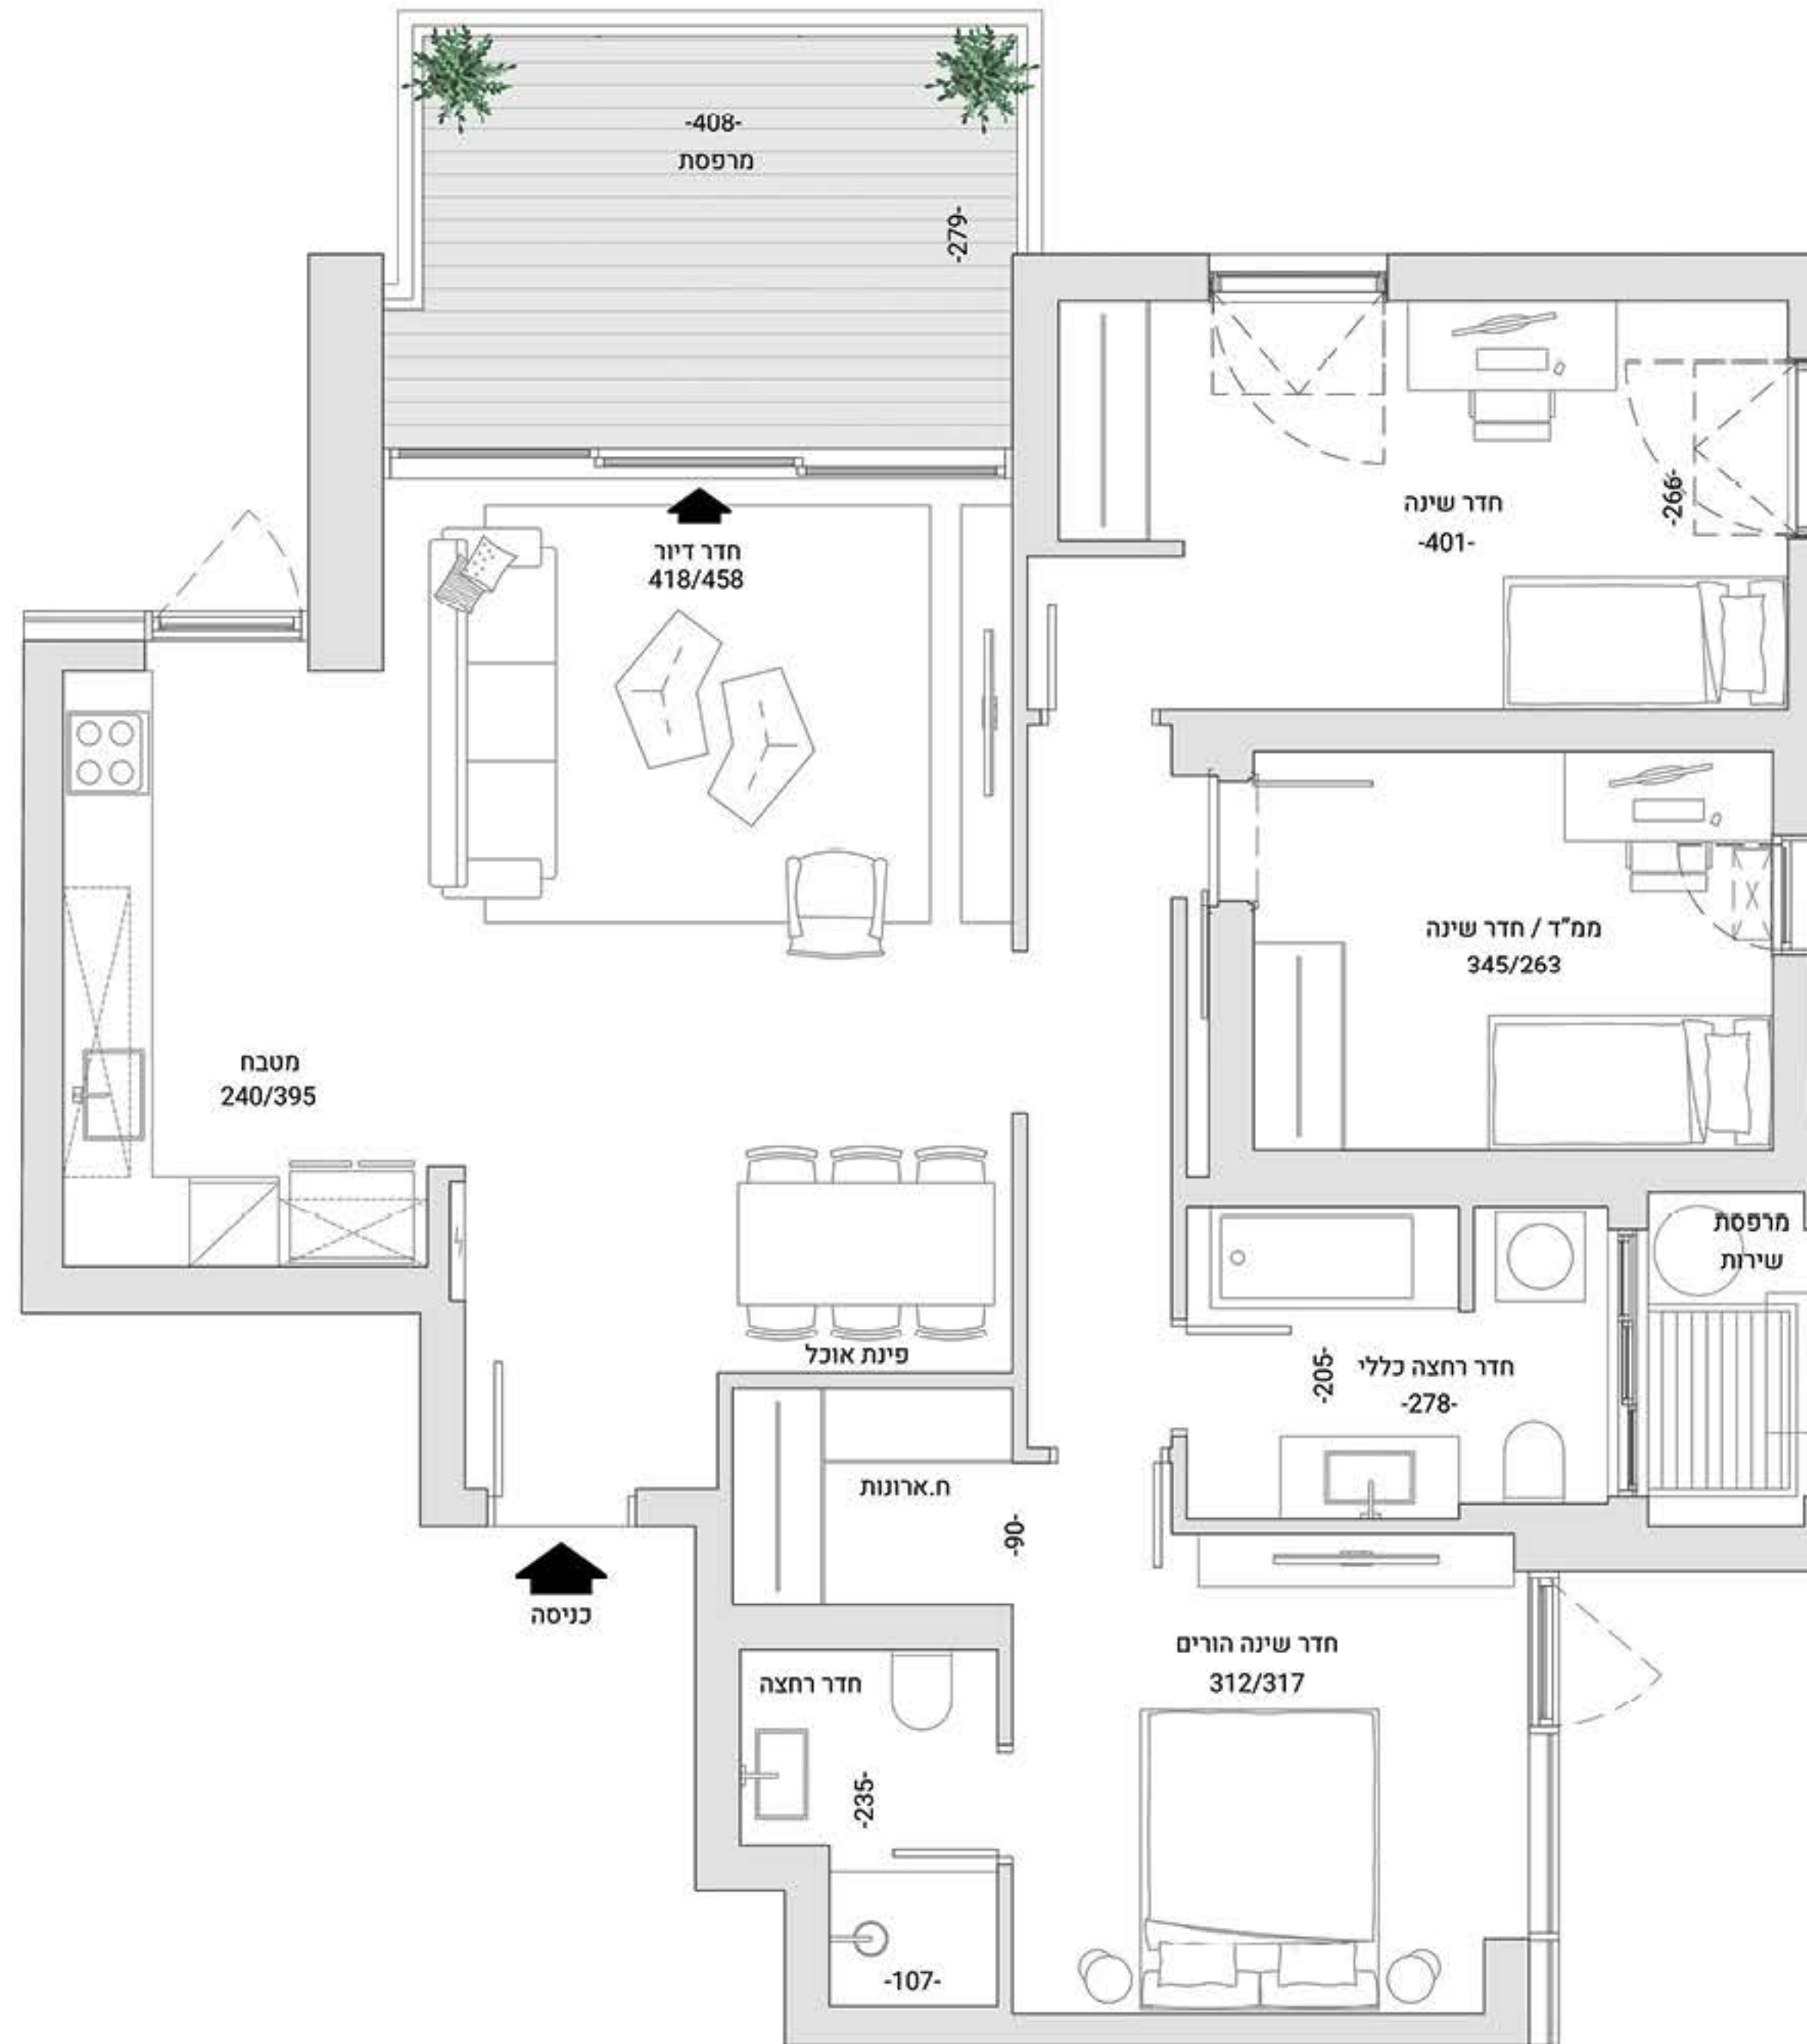 -408-
מרפסת
-279-
חדר שינה
-401-
-266-
חדר דיור
418/458
ממ"ד / חדר שינה
345/263
מטבח
240/395
מרפסת
שירות
פינת אוכל
-205-
חדר רחצה כללי
-278-
ח.ארונות
-90-
כניסה
חדר שינה הורים
312/317
חדר רחצה
-235-
-107-